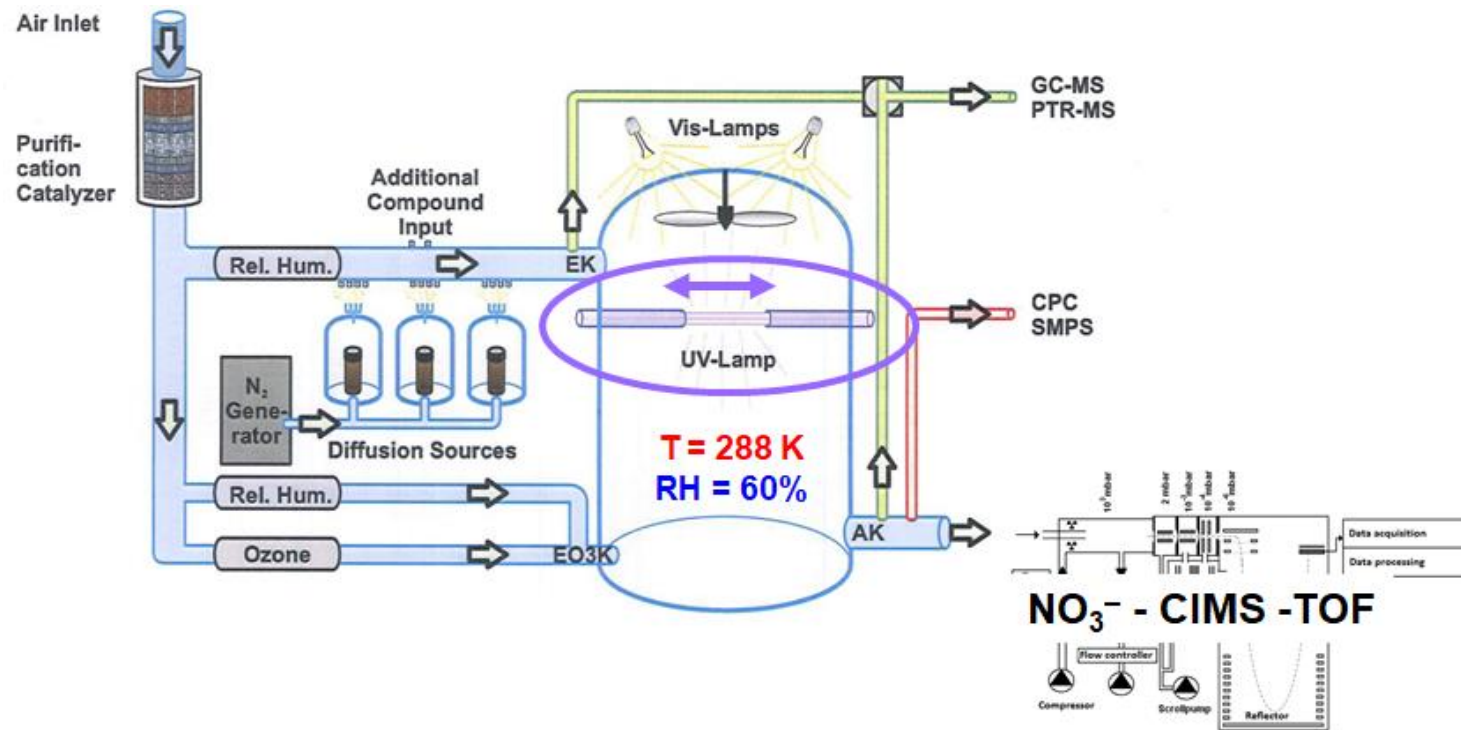 Air Inlet
Purifi-
cation
Catalyzer
GC-MS
PTR-MS
Vis-Lamps
Additional
Compound
Input
Rel. Hum.
EK
CPC
SMPS
UV-Lamp
N₂
Gene-
rator
Diffusion Sources
T = 288 K
RH = 60%
Rel. Hum.
Ozone
EO3K
AK
2 mbar
Data acquisition
Data processing
NO₃⁻ - CIMS -TOF
Flow controller
Compressor
Scrollpump
Reflector